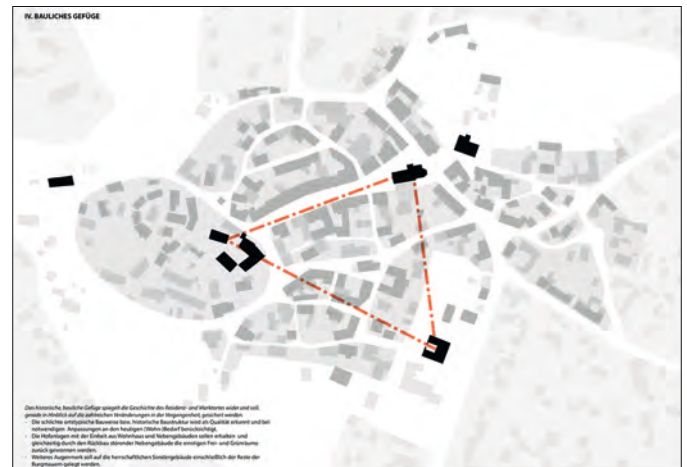 IV. BAULICHES GEFÜGE
Das historische, bauliche Gefüge spiegelt die Geschichte des Residenz- und Marktortes wider und soll,
gerade in Hinblick auf die zahlreichen Veränderungen in der Vergangenheit, gesichert werden.
- Die schlichte ortstypische Bauweise bzw. historische Baustruktur wird als Qualität erkannt und bei
notwendigen Anpassungen an den heutigen (Wohn-)Bedarf berücksichtigt.
- Die Hofanlagen mit der Einheit aus Wohnhaus und Nebengebäuden sollen erhalten und
gleichzeitig durch den Rückbau störender Nebengebäude die einstigen Frei- und Grünräume
zurück gewonnen werden.
- Weiteres Augenmerk soll auf die herrschaftlichen Sondergebäude einschließlich der Reste der
Burgmauern gelegt werden.